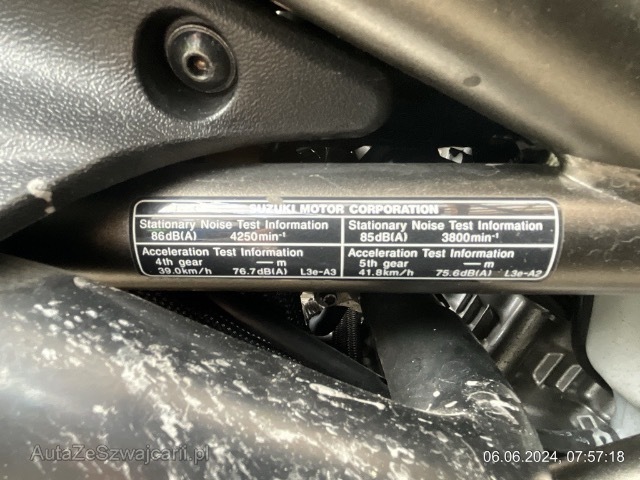 SUZUKI MOTOR CORPORATION
Stationary Noise Test Information
86dB(A) 4250min⁻¹
Stationary Noise Test Information
85dB(A) 3800min⁻¹
Acceleration Test Information
4th gear — m
39.0km/h 76.7dB(A) L3e-A3
Acceleration Test Information
5th gear — m
41.8km/h 75.6dB(A) L3e-A2
AutaZeSzwajcarii.pl
06.06.2024, 07:57:18